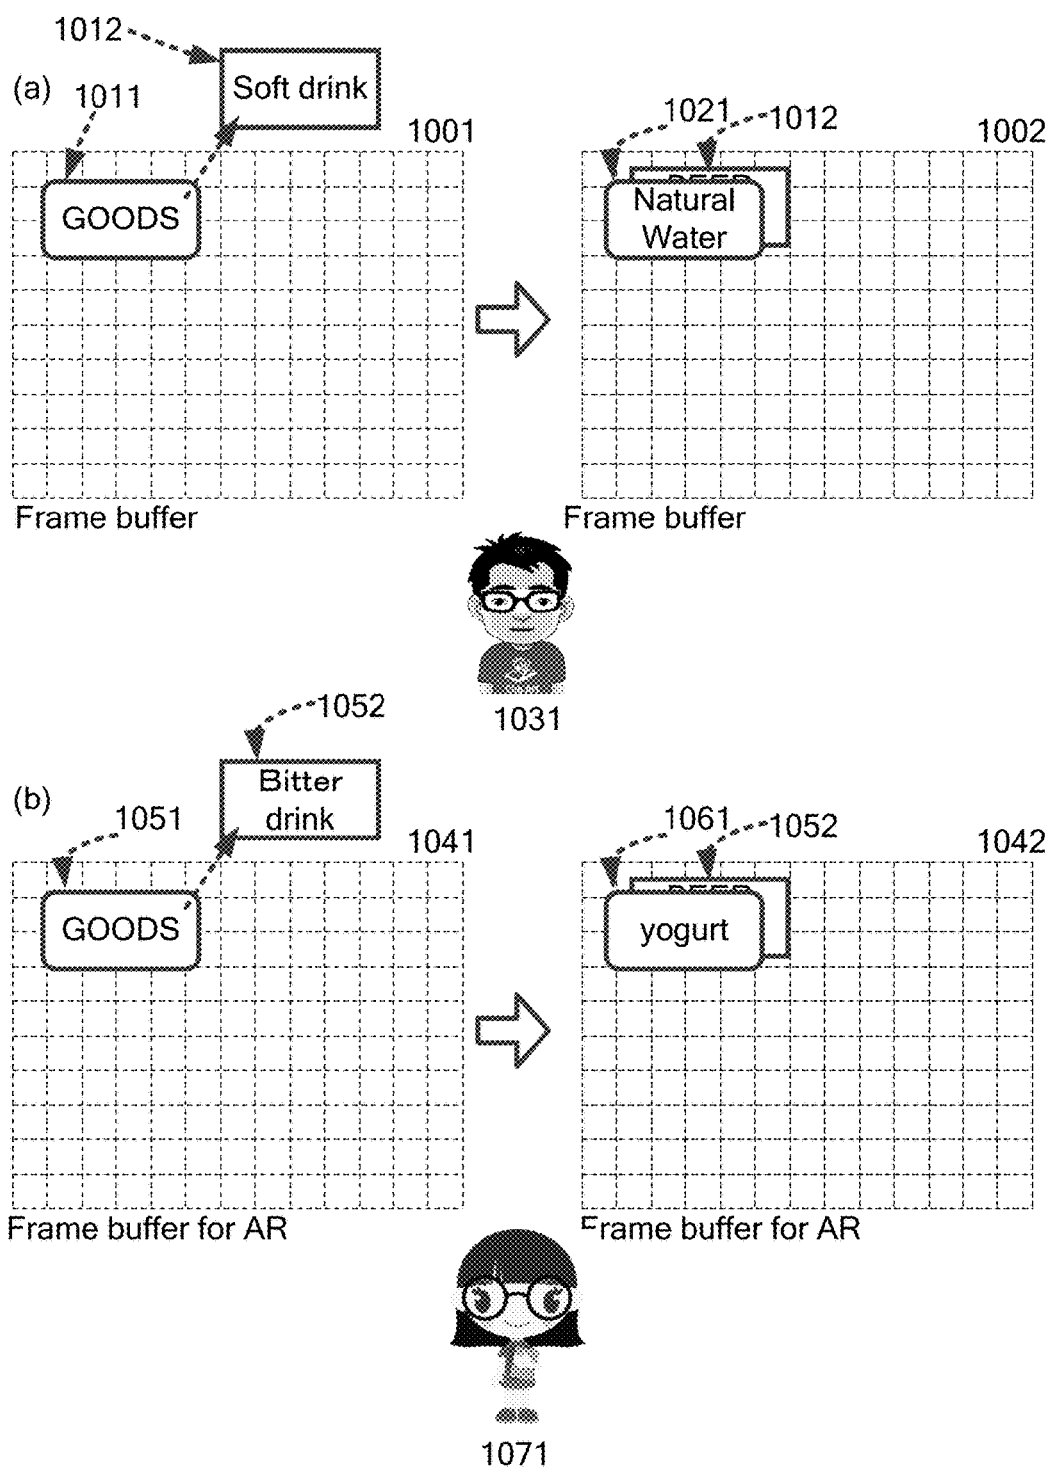 1012
(a)
1011
Soft drink
1001
GOODS
Frame buffer
1021
1012
1002
Natural
Water
Frame buffer
1031
1052
(b)
1051
Bitter
drink
1041
GOODS
Frame buffer for AR
1061
1052
1042
yogurt
Frame buffer for AR
1071